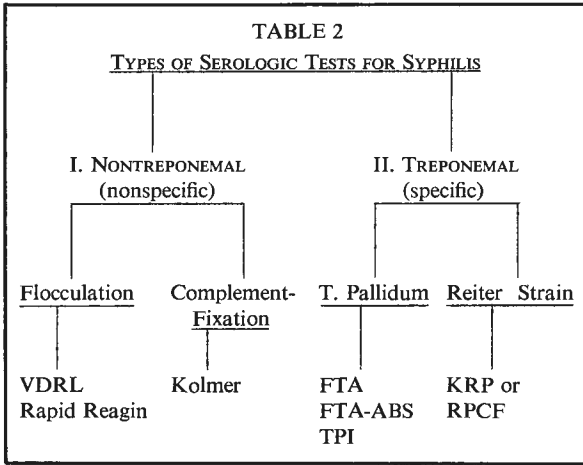 TABLE 2
TYPES OF SEROLOGIC TESTS FOR SYPHILIS
I. NONTREPONEMAL
(nonspecific)
II. TREPONEMAL
(specific)
Flocculation
Complement-
Fixation
T. Pallidum
Reiter Strain
VDRL
Rapid Reagin
Kolmer
FTA
FTA-ABS
TPI
KRP or
RPCF